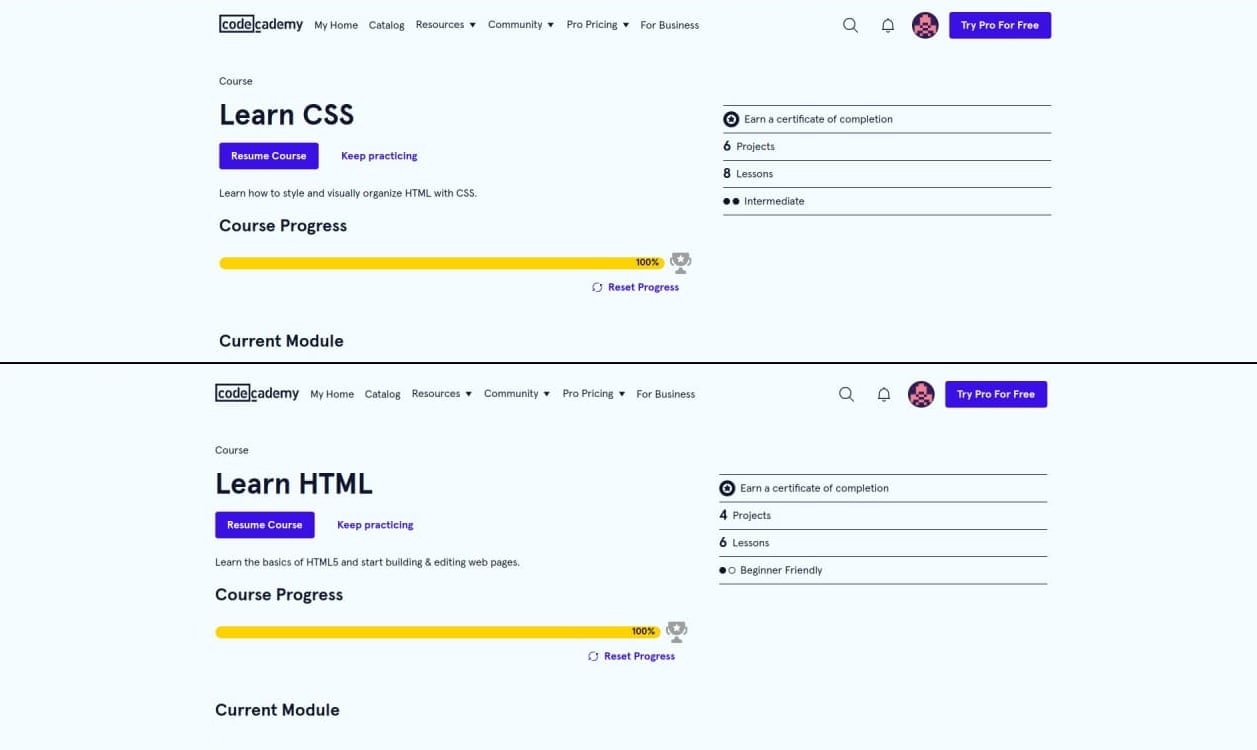 codecademy My Home Catalog Resources Community Pro Pricing For Business Try Pro For Free
Course
Learn CSS
Earn a certificate of completion
6 Projects
Resume Course Keep practicing
8 Lessons
Learn how to style and visually organize HTML with CSS.
Intermediate
Course Progress
100%
Reset Progress
Current Module
codecademy My Home Catalog Resources Community Pro Pricing For Business Try Pro For Free
Course
Learn HTML
Earn a certificate of completion
4 Projects
Resume Course Keep practicing
6 Lessons
Learn the basics of HTML5 and start building & editing web pages.
Beginner Friendly
Course Progress
100%
Reset Progress
Current Module